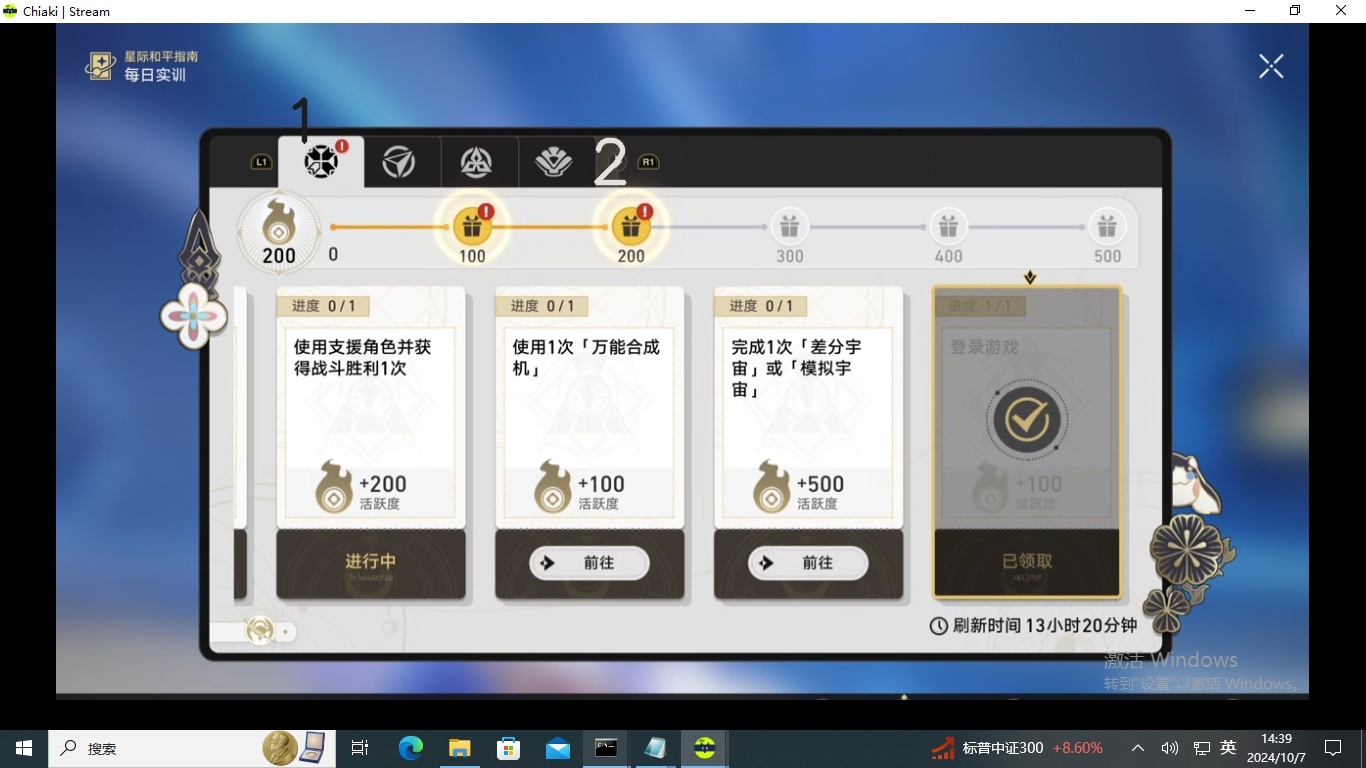 Chiaki | Stream
星际和平指南
每日实训
1
L1
2
R1
200
0
100
200
300
400
500
进度 0/1
使用支援角色并获
得战斗胜利1次
+200
活跃度
进行中
进度 0/1
使用1次「万能合成
机」
+100
活跃度
前往
进度 0/1
完成1次「差分宇
宙」或「模拟宇
宙」
+500
活跃度
前往
进度 1/1
登录游戏
+100
活跃度
已领取
刷新时间 13小时20分钟
激活 Windows
转到"设置"以激活 Windows。
搜索
标普中证300 +8.60%
英
14:39
2024/10/7